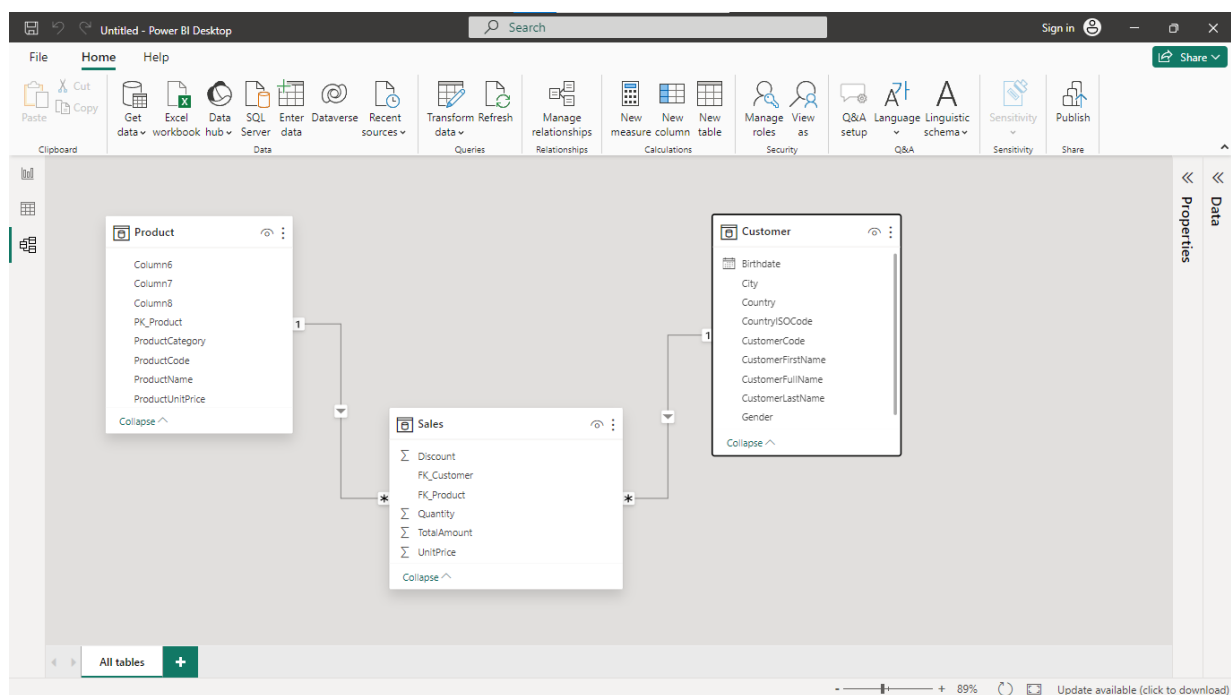 Untitled - Power BI Desktop
Search
Sign in
File Home Help
Share
Paste
Cut
Copy
Get data
Excel workbook
Data hub
SQL Server
Enter data
Dataverse
Recent sources
Transform data
Refresh
Manage relationships
New measure
New column
New table
Manage roles
View as
Q&A setup
Language
Linguistic schema
Sensitivity
Publish
Clipboard
Data
Queries
Relationships
Calculations
Security
Q&A
Sensitivity
Share
Properties
Data
Product
Column6
Column7
Column8
PK_Product
ProductCategory
ProductCode
ProductName
ProductUnitPrice
Collapse
1
*
Sales
Discount
FK_Customer
FK_Product
Quantity
TotalAmount
UnitPrice
Collapse
*
1
Customer
Birthdate
City
Country
CountryISOCode
CustomerCode
CustomerFirstName
CustomerFullName
CustomerLastName
Gender
Collapse
All tables
+
- + 89%
Update available (click to download)